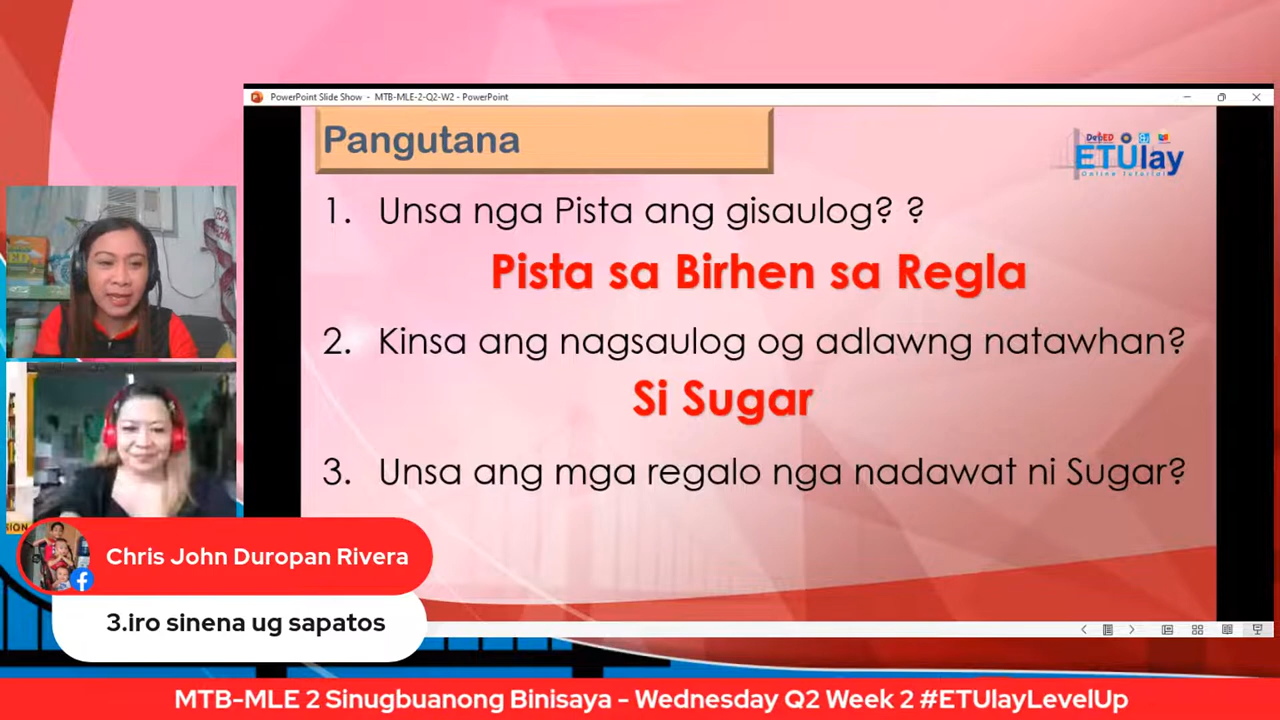 PowerPoint Slide Show - MTB-MLE-2-Q2-W2 - PowerPoint
Pangutana
DepED
ETUlay
Online Tutorial
1. Unsa nga Pista ang gisaulog? ?
Pista sa Birhen sa Regla
2. Kinsa ang nagsaulog og adlawng natawhan?
Si Sugar
3. Unsa ang mga regalo nga nadawat ni Sugar?
Chris John Duropan Rivera
3.iro sinena ug sapatos
MTB-MLE 2 Sinugbuanong Binisaya - Wednesday Q2 Week 2 #ETUlayLevelUp